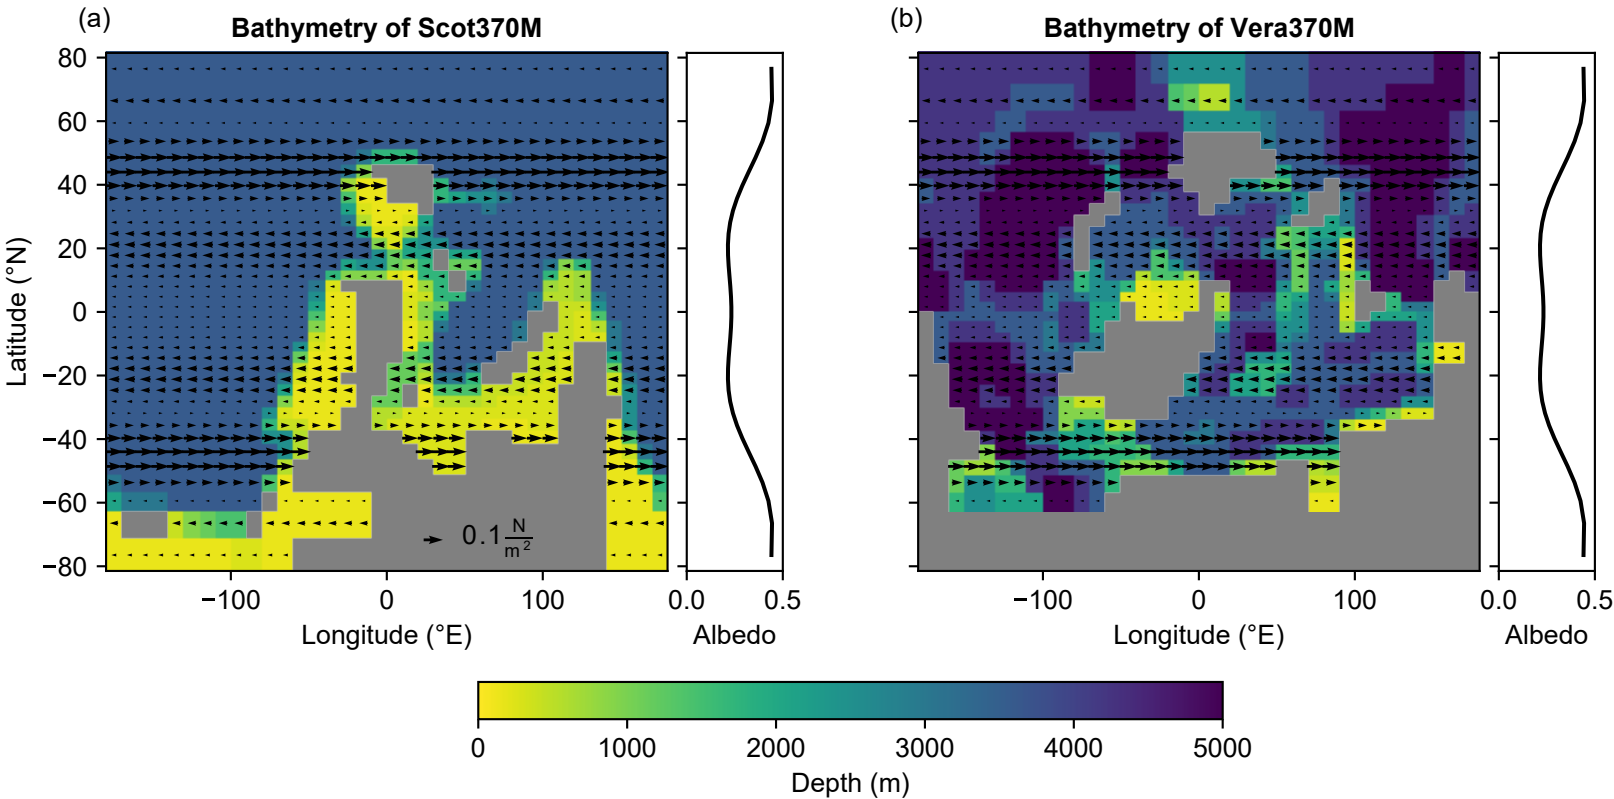 (a)
Bathymetry of Scot370M
(b)
Bathymetry of Vera370M
Latitude (°N)
80
60
40
20
0
−20
−40
−60
−80
0.1 N/m²
−100
0
100
0.0
0.5
−100
0
100
0.0
0.5
Longitude (°E)
Albedo
Longitude (°E)
Albedo
0
1000
2000
3000
4000
5000
Depth (m)